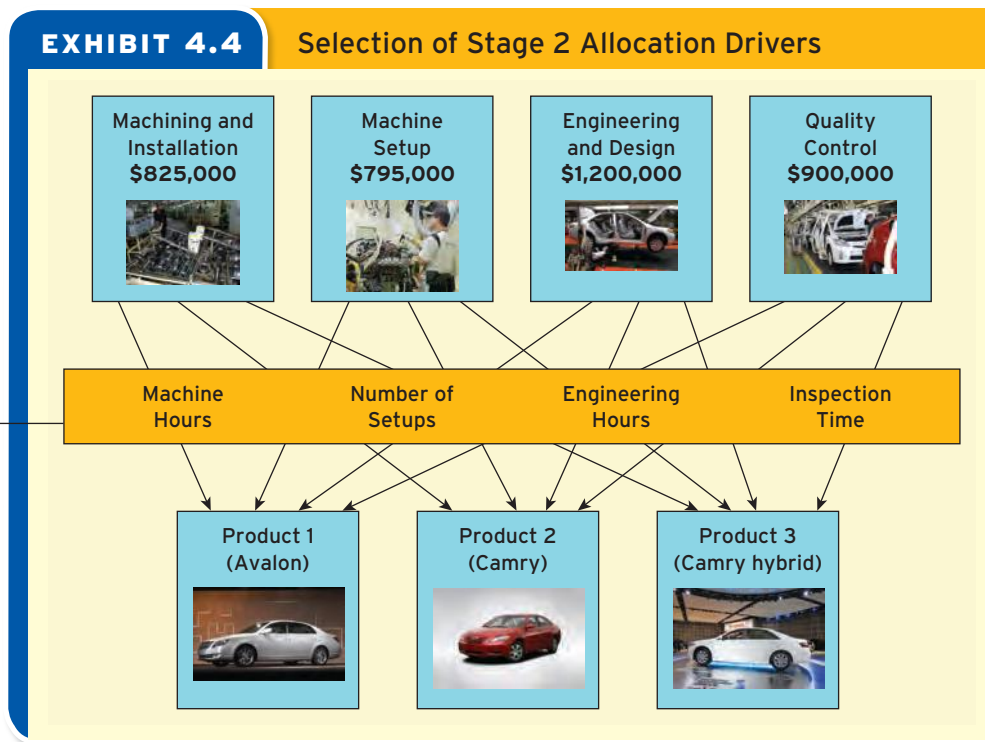 EXHIBIT 4.4
Selection of Stage 2 Allocation Drivers
Machining and
Installation
$825,000
Machine
Setup
$795,000
Engineering
and Design
$1,200,000
Quality
Control
$900,000
Machine
Hours
Number of
Setups
Engineering
Hours
Inspection
Time
Product 1
(Avalon)
Product 2
(Camry)
Product 3
(Camry hybrid)